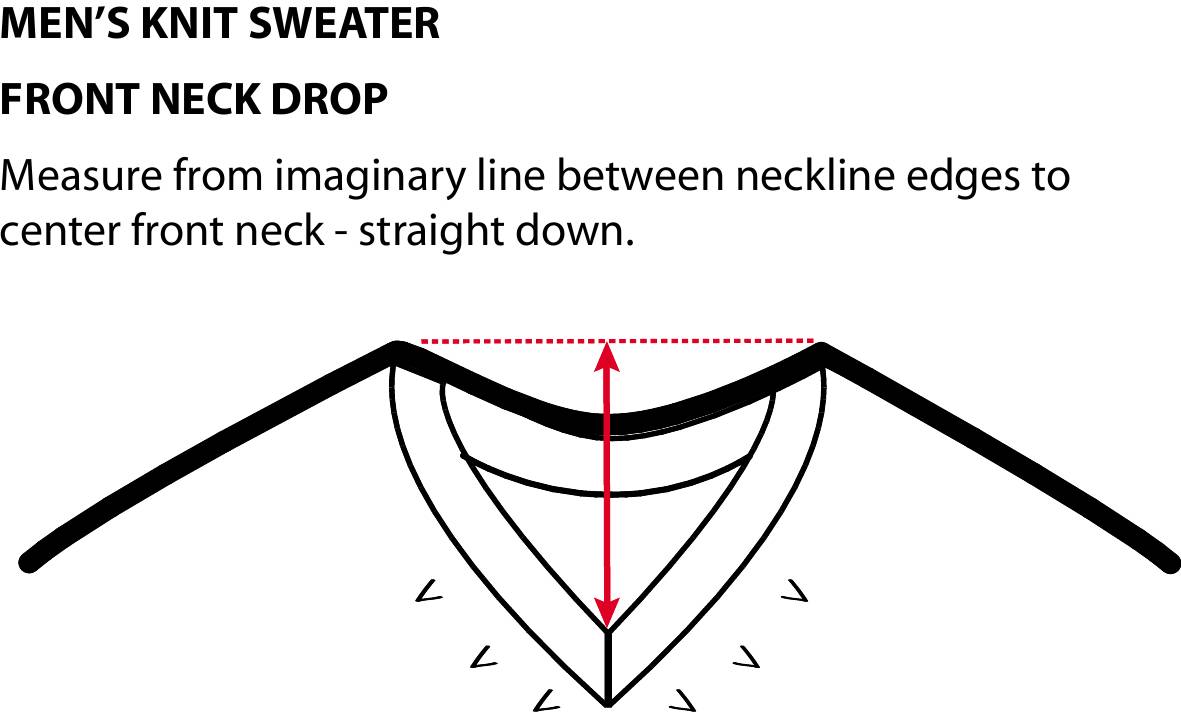 MEN’S KNIT SWEATER
FRONT NECK DROP
Measure from imaginary line between neckline edges to
center front neck - straight down.